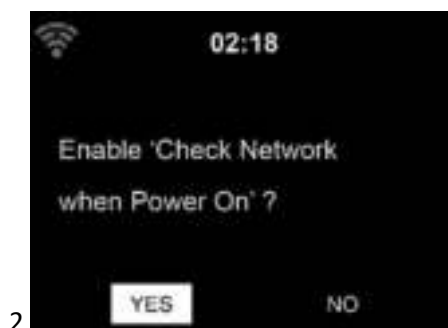 02:18
Enable 'Check Network
when Power On' ?
YES NO
2